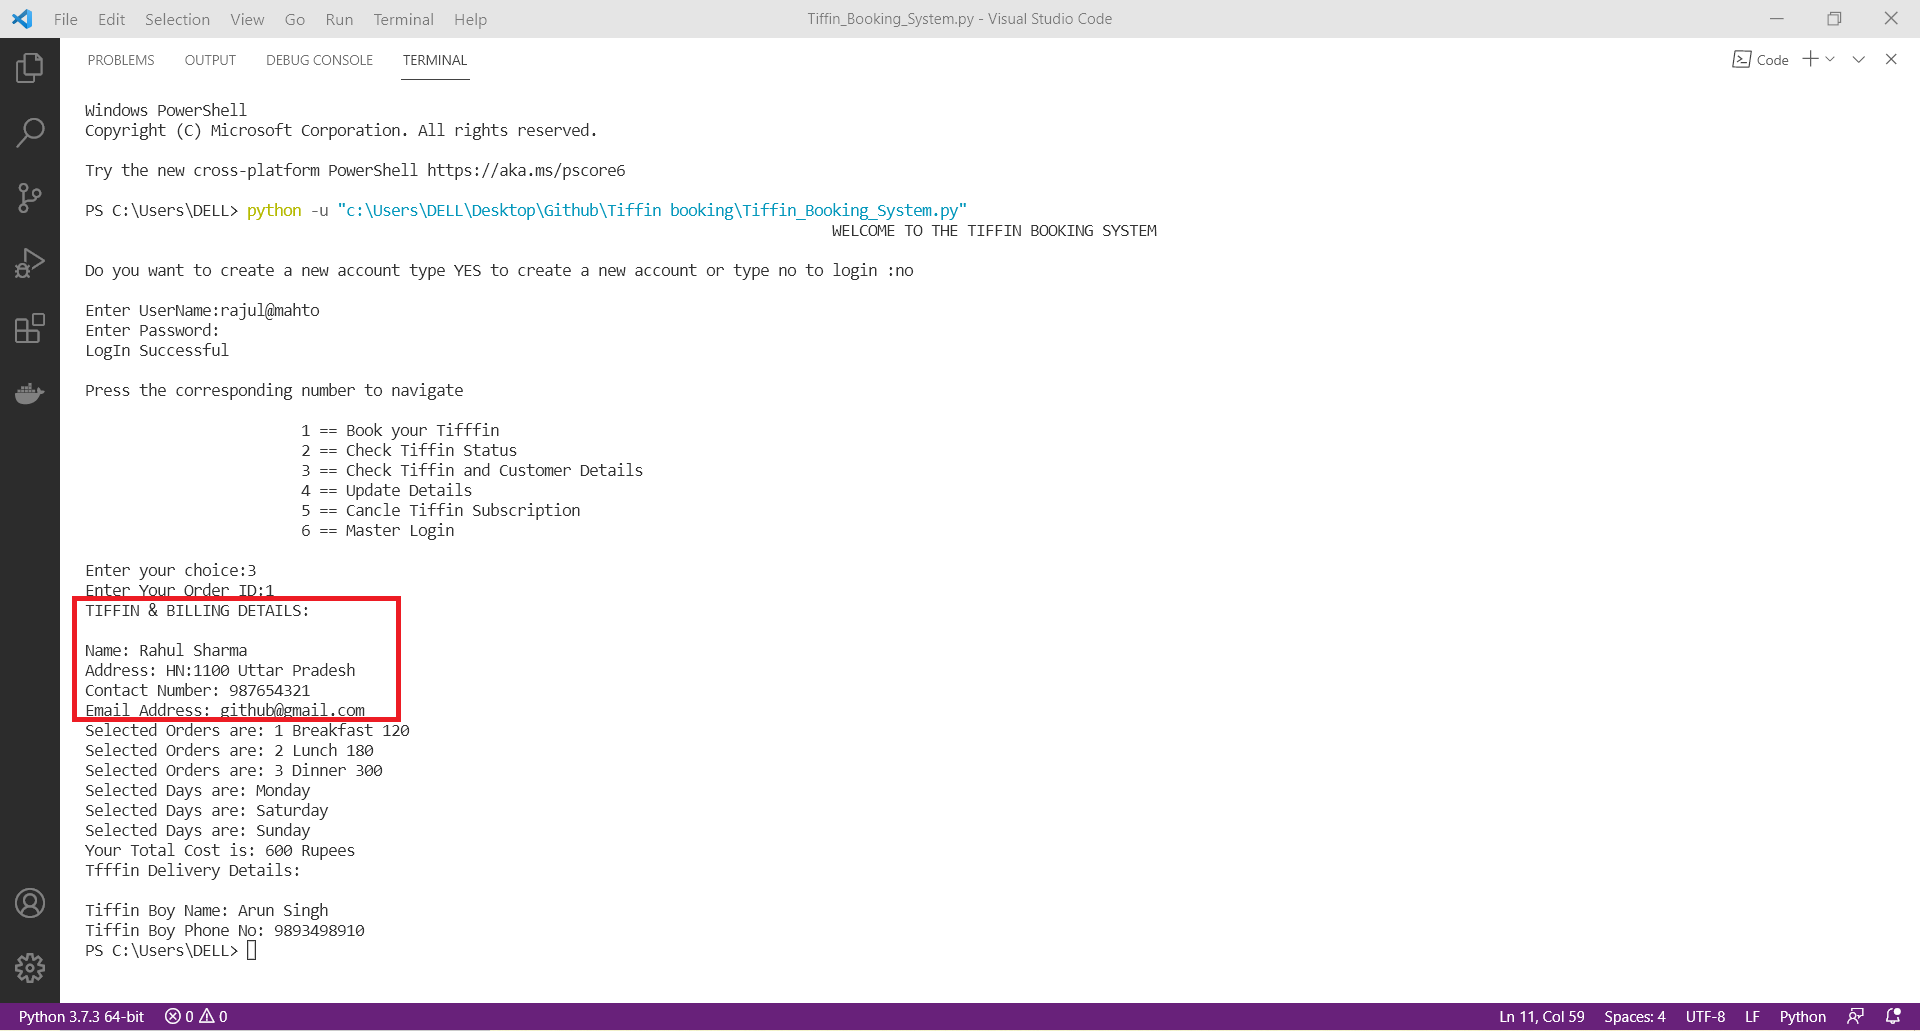 File Edit Selection View Go Run Terminal Help Tiffin_Booking_System.py - Visual Studio Code
PROBLEMS OUTPUT DEBUG CONSOLE TERMINAL Code
Windows PowerShell
Copyright (C) Microsoft Corporation. All rights reserved.
Try the new cross-platform PowerShell https://aka.ms/pscore6
PS C:\Users\DELL> python -u "c:\Users\DELL\Desktop\Github\Tiffin booking\Tiffin_Booking_System.py"
WELCOME TO THE TIFFIN BOOKING SYSTEM
Do you want to create a new account type YES to create a new account or type no to login :no
Enter UserName:rajul@mahto
Enter Password:
LogIn Successful
Press the corresponding number to navigate
1 == Book your Tifffin
2 == Check Tiffin Status
3 == Check Tiffin and Customer Details
4 == Update Details
5 == Cancle Tiffin Subscription
6 == Master Login
Enter your choice:3
Enter Your Order ID:1
TIFFIN & BILLING DETAILS:
Name: Rahul Sharma
Address: HN:1100 Uttar Pradesh
Contact Number: 987654321
Email Address: github@gmail.com
Selected Orders are: 1 Breakfast 120
Selected Orders are: 2 Lunch 180
Selected Orders are: 3 Dinner 300
Selected Days are: Monday
Selected Days are: Saturday
Selected Days are: Sunday
Your Total Cost is: 600 Rupees
Tfffin Delivery Details:
Tiffin Boy Name: Arun Singh
Tiffin Boy Phone No: 9893498910
PS C:\Users\DELL>
Python 3.7.3 64-bit 0 0 Ln 11, Col 59 Spaces: 4 UTF-8 LF Python